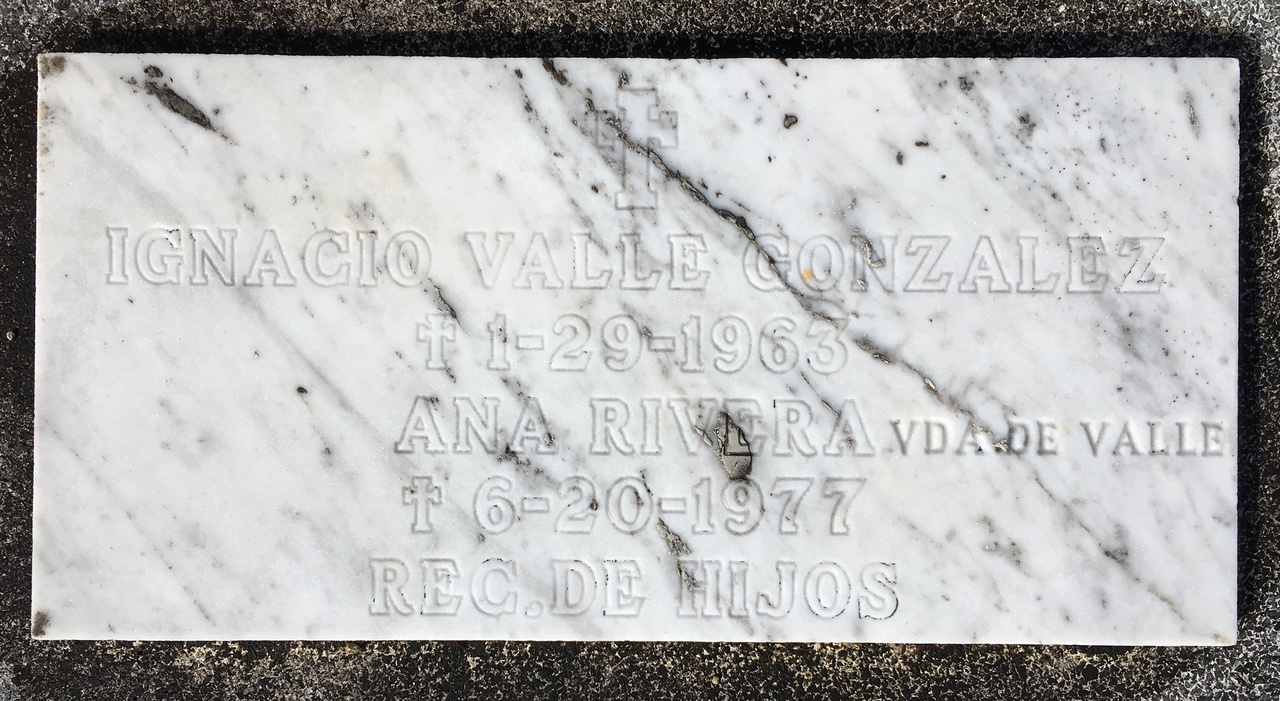 IGNACIO VALLE GONZALEZ
† 1-29-1963
ANA RIVERA VDA DE VALLE
† 6-20-1977
REC. DE HIJOS